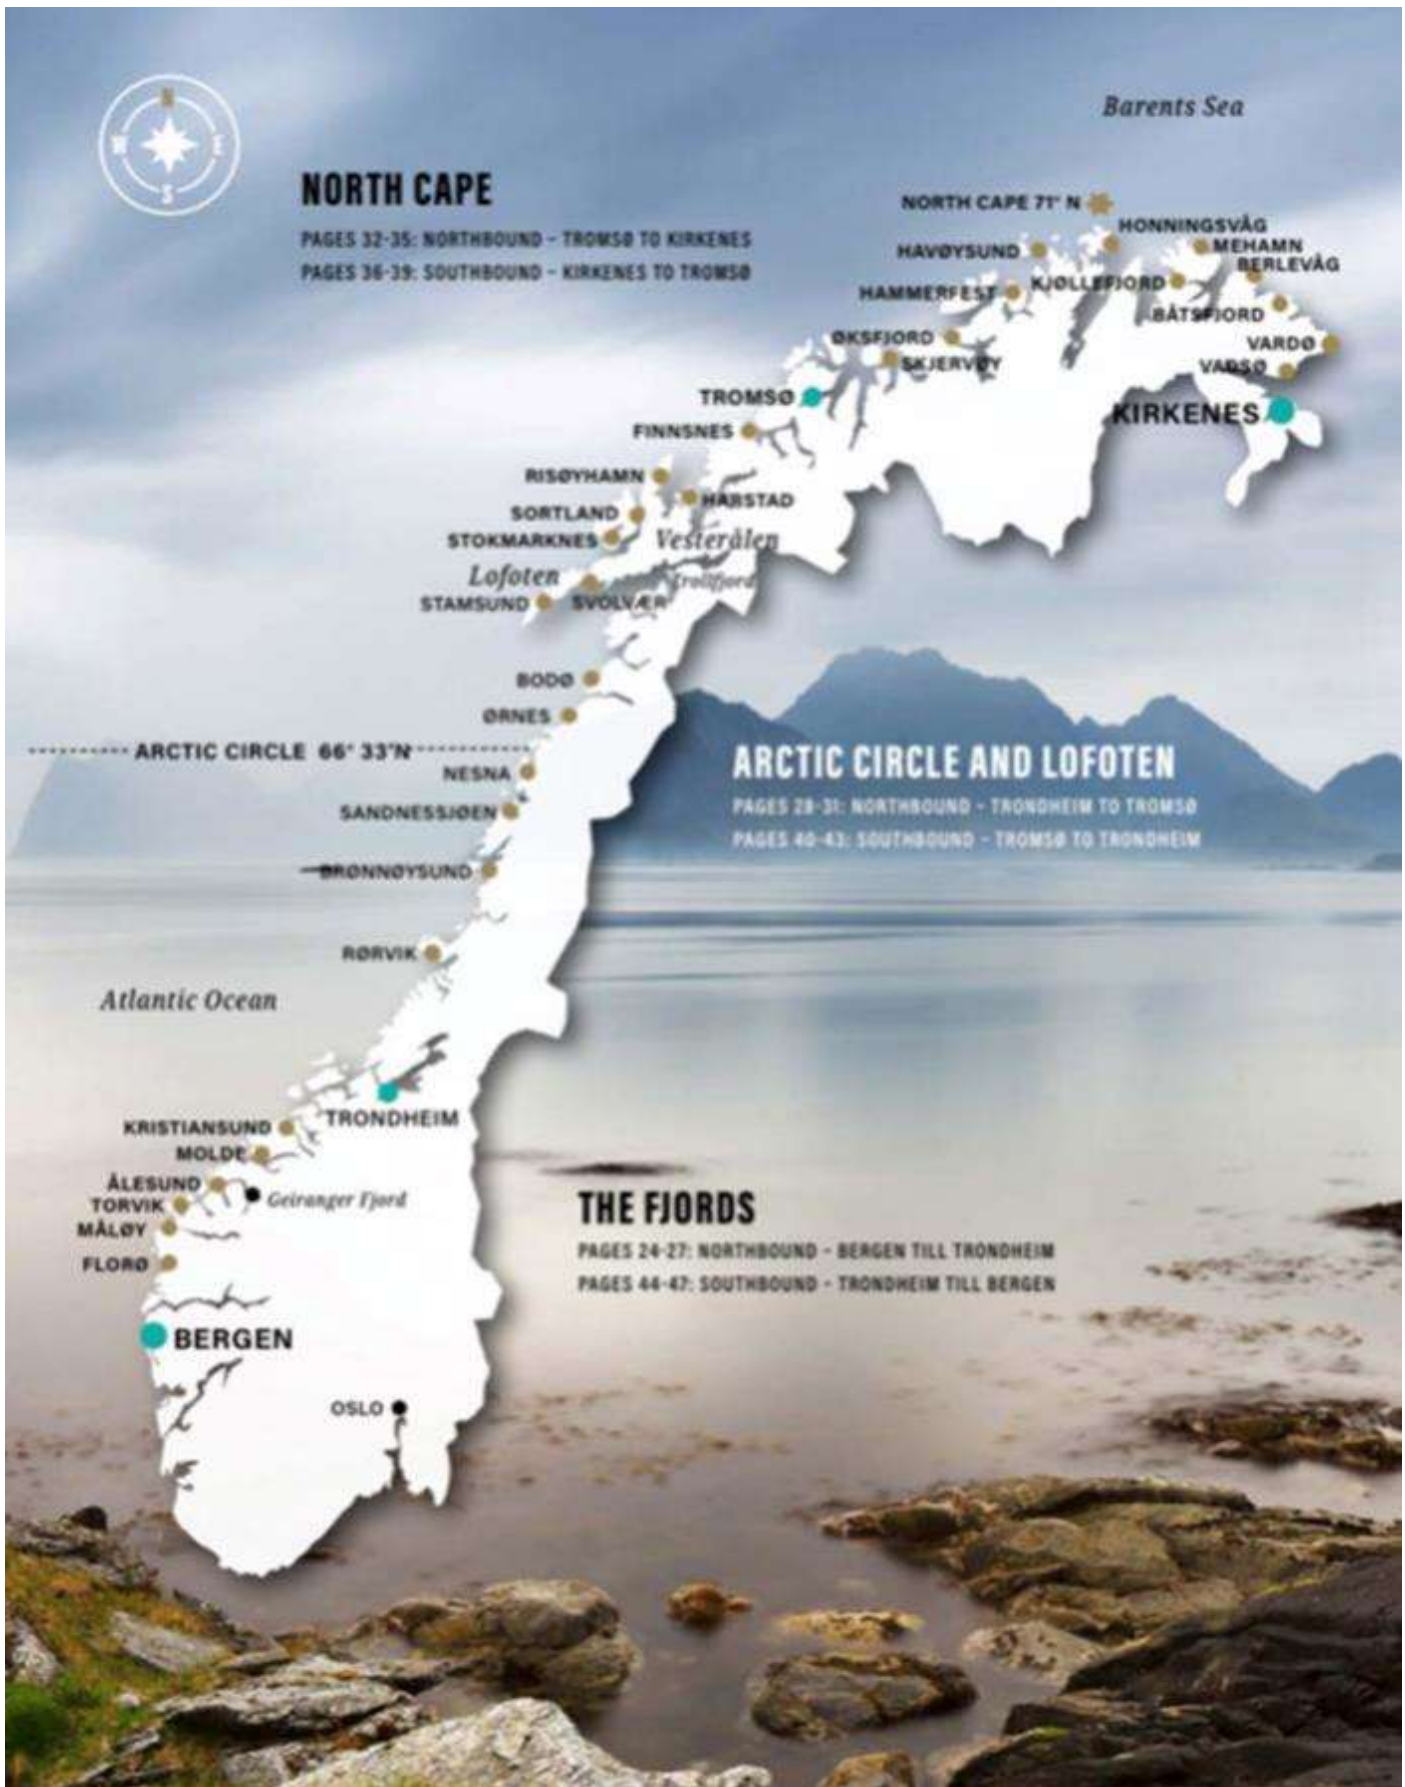 Barents Sea
N
W E
S
NORTH CAPE
PAGES 32-35: NORTHBOUND - TROMSØ TO KIRKENES
PAGES 36-39: SOUTHBOUND - KIRKENES TO TROMSØ
NORTH CAPE 71° N
HONNINGSVÅG
HAVØYSUND
MEHAMN
BERLEVÅG
HAMMERFEST
KJØLLEFJORD
BÅTSFJORD
ØKSFJORD
VARDØ
SKJERVØY
VADSØ
TROMSØ
KIRKENES
FINNSNES
RISØYHAMN
HARSTAD
SORTLAND
STOKMARKNES
Vesterålen
Lofoten
Trollfjord
STAMSUND
SVOLVÆR
BODØ
ØRNES
ARCTIC CIRCLE 66° 33'N
NESNA
ARCTIC CIRCLE AND LOFOTEN
PAGES 28-31: NORTHBOUND - TRONDHEIM TO TROMSØ
PAGES 40-43: SOUTHBOUND - TROMSØ TO TRONDHEIM
SANDNESSJØEN
BRØNNØYSUND
RØRVIK
Atlantic Ocean
TRONDHEIM
KRISTIANSUND
MOLDE
ÅLESUND
Geiranger Fjord
TORVIK
MÅLØY
FLORØ
THE FJORDS
PAGES 24-27: NORTHBOUND - BERGEN TILL TRONDHEIM
PAGES 44-47: SOUTHBOUND - TRONDHEIM TILL BERGEN
BERGEN
OSLO